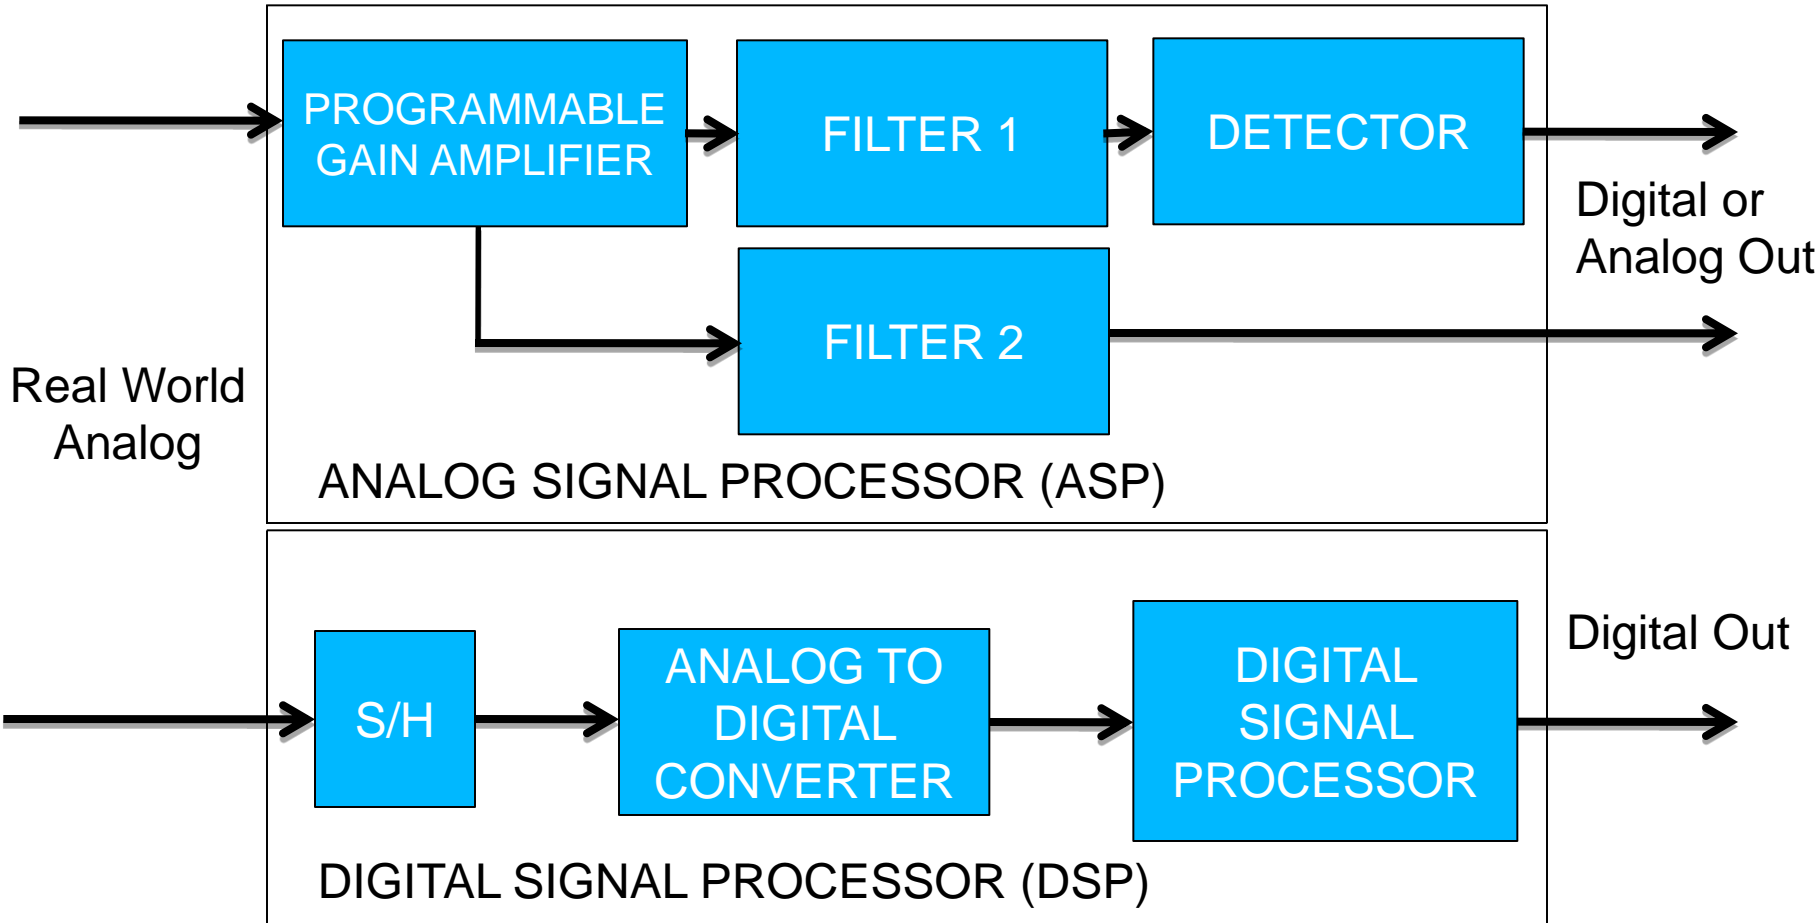 PROGRAMMABLE
GAIN AMPLIFIER
FILTER 1
DETECTOR
Digital or
Analog Out
FILTER 2
Real World
Analog
ANALOG SIGNAL PROCESSOR (ASP)
S/H
ANALOG TO
DIGITAL
CONVERTER
DIGITAL
SIGNAL
PROCESSOR
Digital Out
DIGITAL SIGNAL PROCESSOR (DSP)